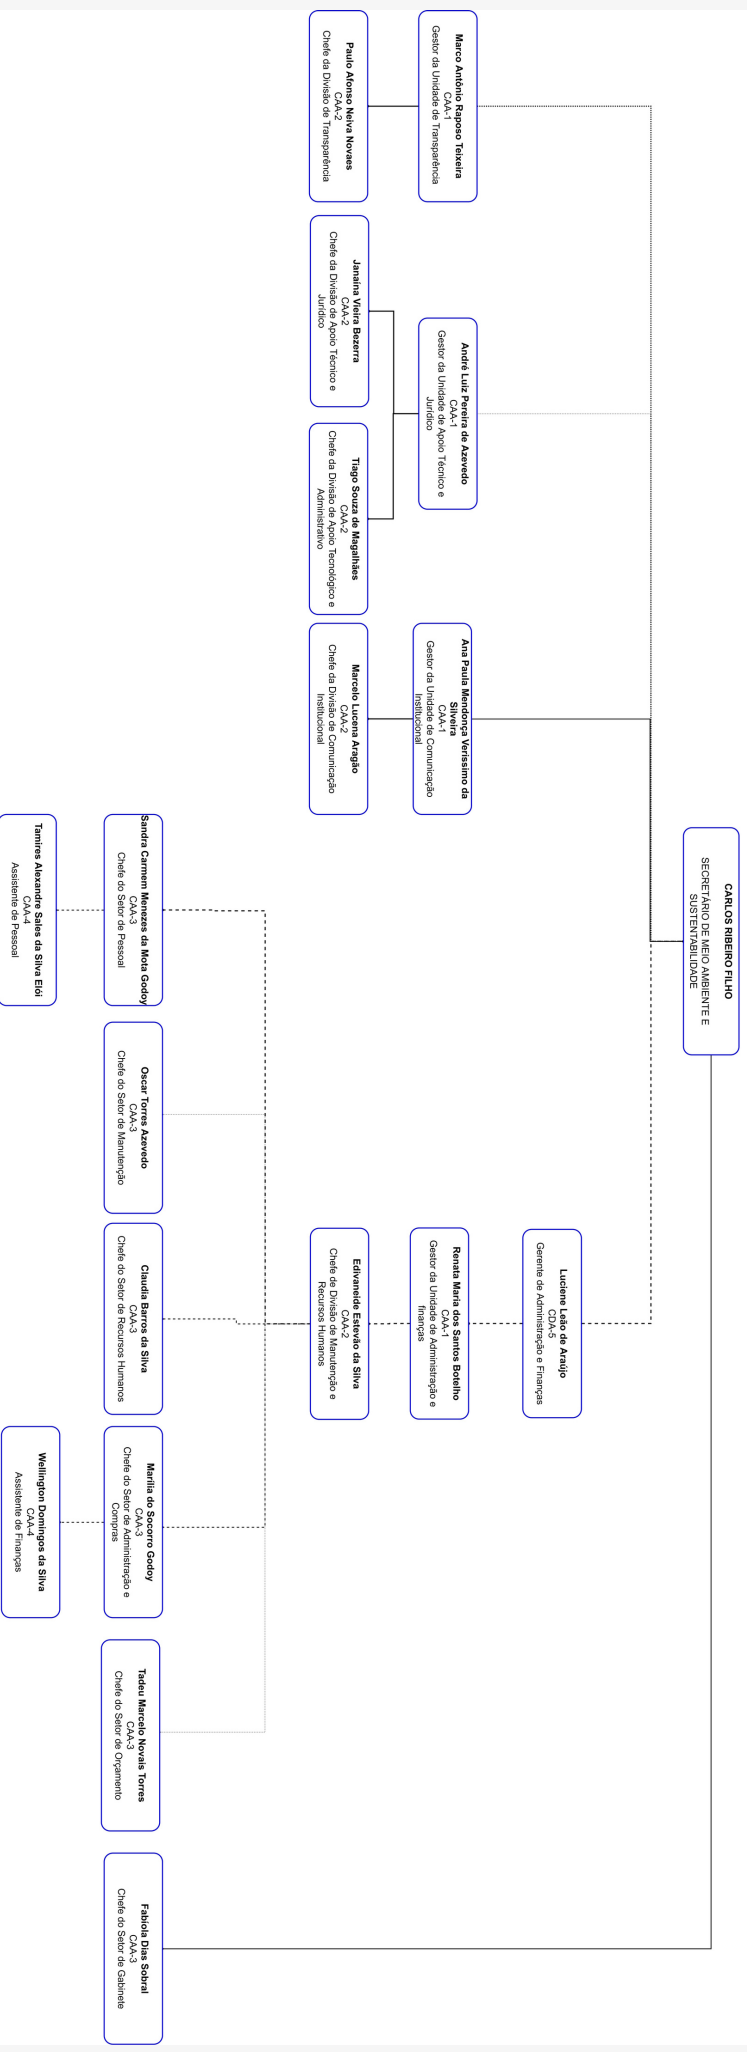 CARLOS RIBEIRO FILHO
SECRETÁRIO DE MEIO AMBIENTE E
SUSTENTABILIDADE
Luciene Leão de Araújo
CDA-5
Gerente de Administração e Finanças
Marco Antônio Raposo Teixeira
CAA-1
Gestor da Unidade de Transparência
André Luiz Pereira de Azevedo
CAA-1
Gestor da Unidade de Apoio Técnico e
Jurídico
Ana Paula Mendonça Veríssimo da
Silveira
CAA-1
Gestor da Unidade de Comunicação
Institucional
Renata Maria dos Santos Botelho
CAA-1
Gestor da Unidade de Administração e
finanças
Paulo Afonso Neiva Novaes
CAA-2
Chefe da Divisão de Transparência
Janaína Vieira Bezerra
CAA-2
Chefe da Divisão de Apoio Técnico e
Jurídico
Tiago Souza de Magalhães
CAA-2
Chefe da Divisão de Apoio Tecnológico e
Administrativo
Marcelo Lucena Aragão
CAA-2
Chefe da Divisão de Comunicação
Institucional
Edivaneide Estevão da Silva
CAA-2
Chefe de Divisão de Manutenção e
Recursos Humanos
Sandra Carmem Menezes da Mota Godoy
CAA-3
Chefe do Setor de Pessoal
Oscar Torres Azevedo
CAA-3
Chefe do Setor de Manutenção
Claudia Barros da Silva
CAA-3
Chefe do Setor de Recursos Humanos
Marília do Socorro Godoy
CAA-3
Chefe do Setor de Administração e
Compras
Tadeu Marcelo Novais Torres
CAA-3
Chefe do Setor de Orçamento
Fabiola Dias Sobral
CAA-3
Chefe do Setor de Gabinete
Tamires Alexandre Sales da Silva Elói
CAA-4
Assistente de Pessoal
Wellington Domingos da Silva
CAA-4
Assistente de Finanças